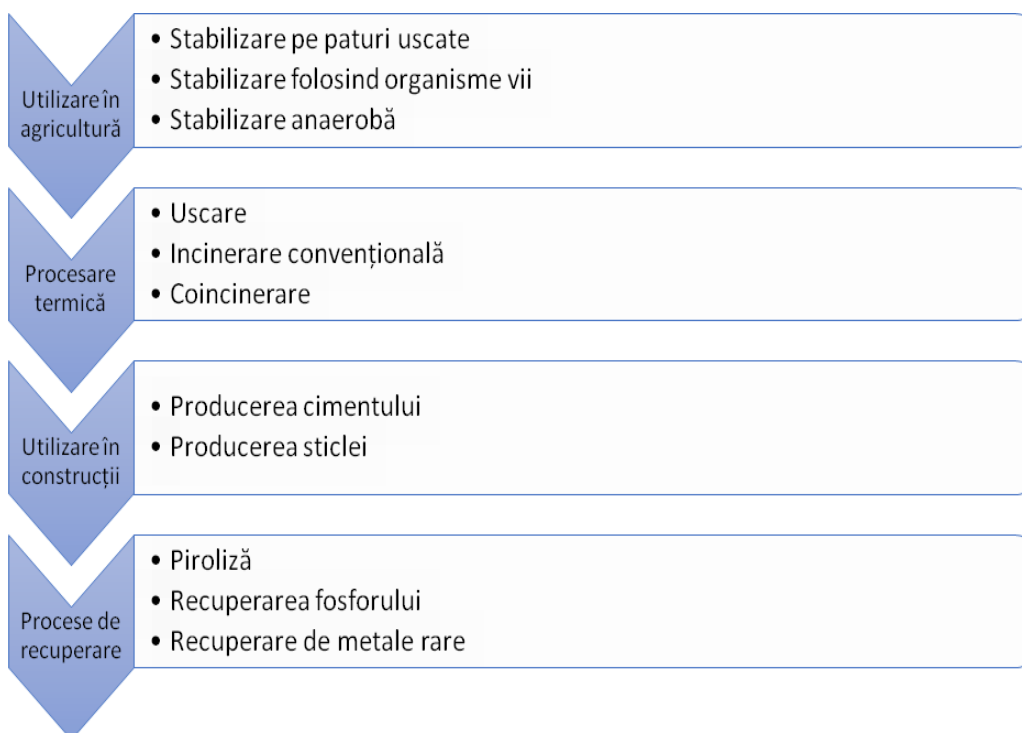 Utilizare în
agricultură
• Stabilizare pe paturi uscate
• Stabilizare folosind organisme vii
• Stabilizare anaerobă
Procesare
termică
• Uscare
• Incinerare convențională
• Coincinerare
Utilizare în
construcții
• Producerea cimentului
• Producerea sticlei
Procese de
recuperare
• Piroliză
• Recuperarea fosforului
• Recuperare de metale rare